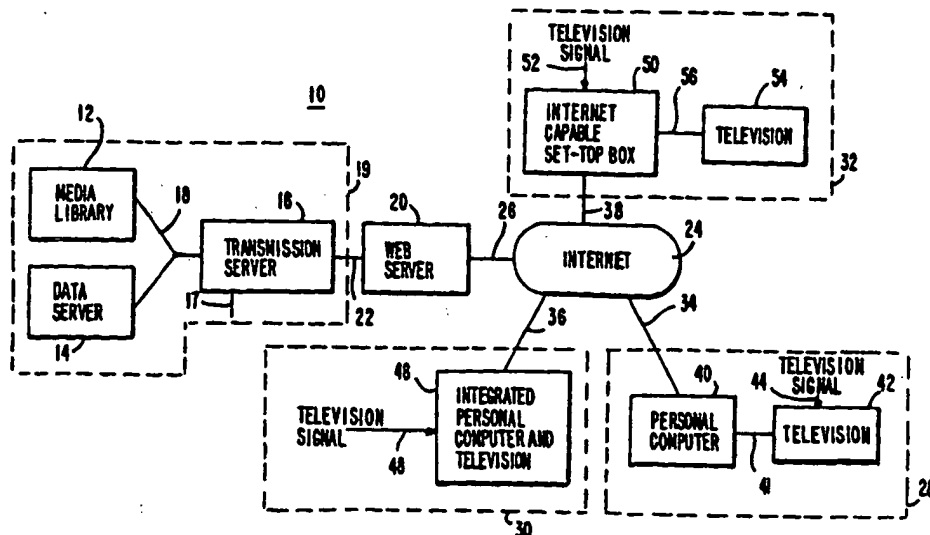 10
12
MEDIA
LIBRARY
18
DATA
SERVER
14
16
TRANSMISSION
SERVER
17
19
20
WEB
SERVER
22
26
INTERNET
24
TELEVISION
SIGNAL
52
50
INTERNET
CAPABLE
SET-TOP BOX
56
54
TELEVISION
32
38
36
34
48
TELEVISION
SIGNAL
48
INTEGRATED
PERSONAL
COMPUTER AND
TELEVISION
30
40
PERSONAL
COMPUTER
41
TELEVISION
SIGNAL
44
42
TELEVISION
28